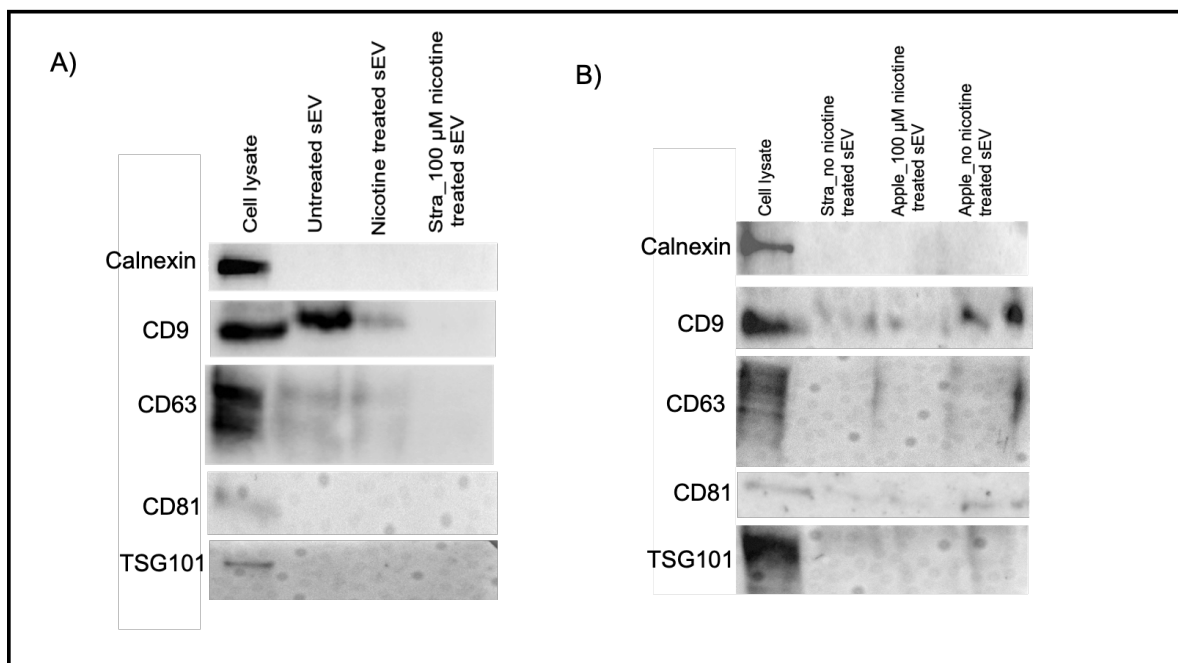 A)
Cell lysate
Untreated sEV
Nicotine treated sEV
Stra_100 µM nicotine
treated sEV
Calnexin
CD9
CD63
CD81
TSG101
B)
Cell lysate
Stra_no nicotine
treated sEV
Apple_100 µM nicotine
treated sEV
Apple_no nicotine
treated sEV
Calnexin
CD9
CD63
CD81
TSG101